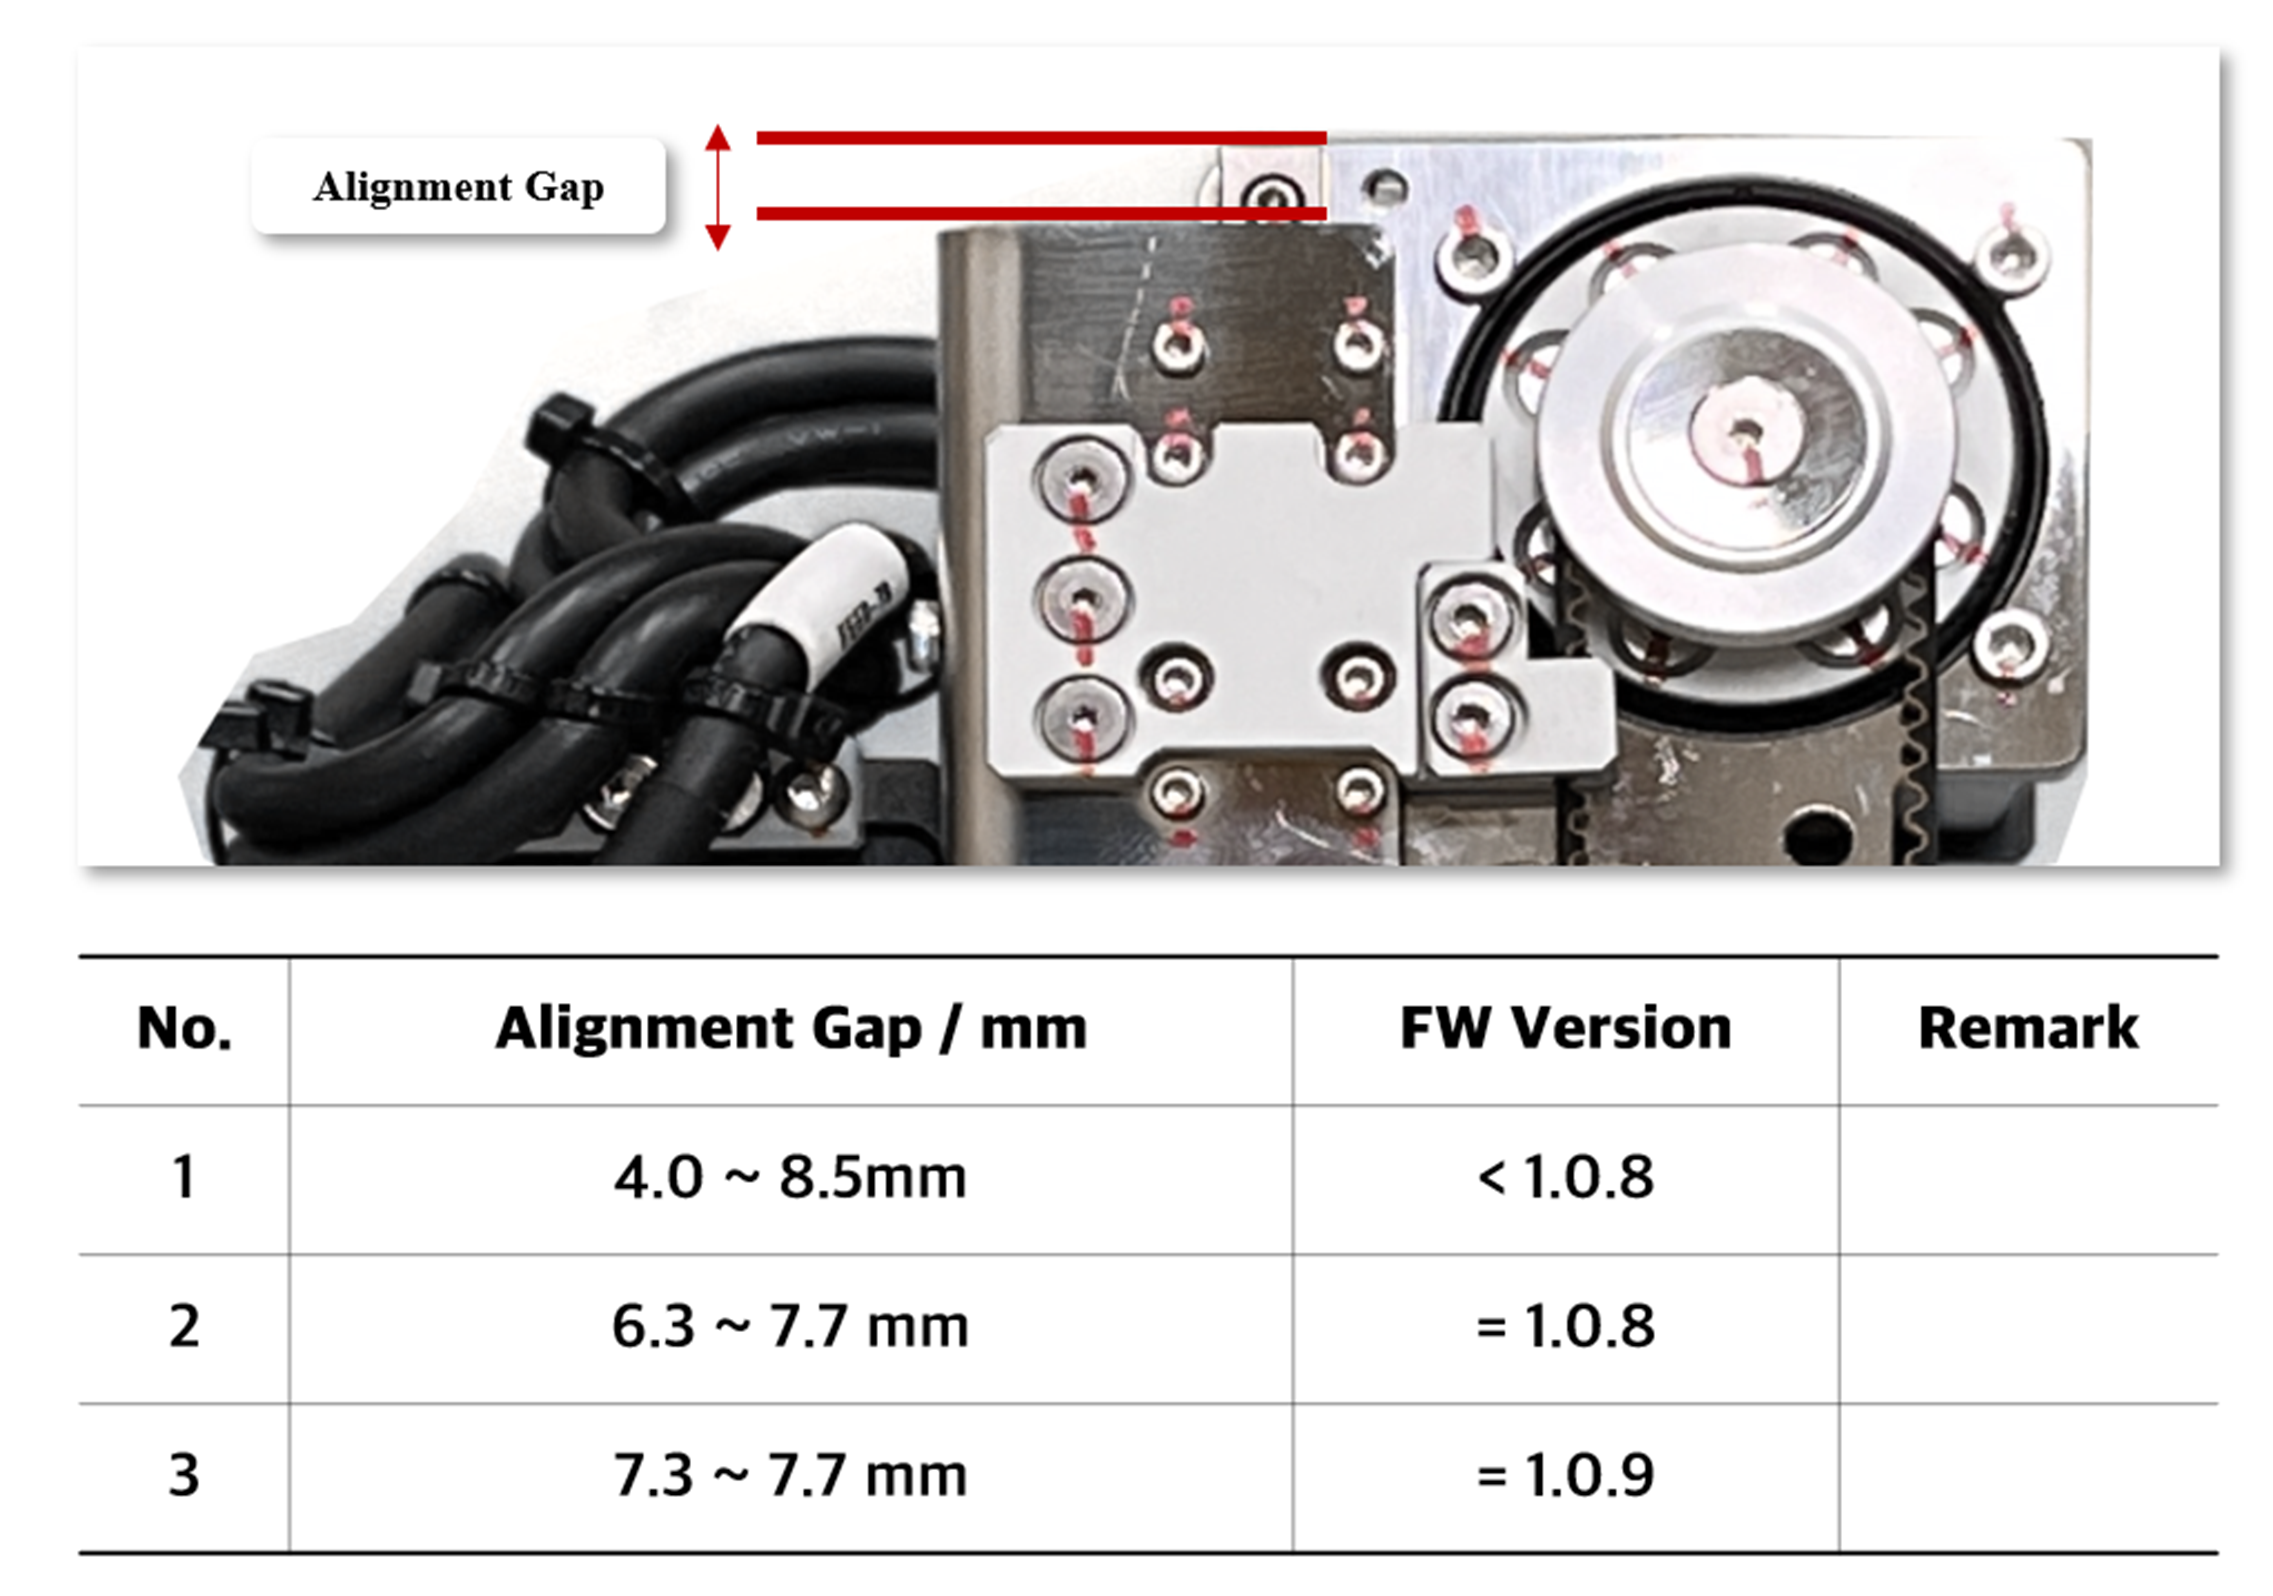 Alignment Gap
No. Alignment Gap / mm FW Version Remark
1 4.0 ~ 8.5mm < 1.0.8
2 6.3 ~ 7.7 mm = 1.0.8
3 7.3 ~ 7.7 mm = 1.0.9